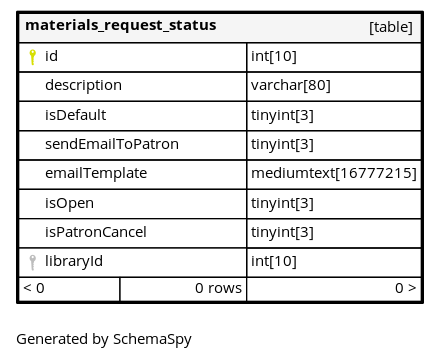 materials_request_status [table]
id int[10]
description varchar[80]
isDefault tinyint[3]
sendEmailToPatron tinyint[3]
emailTemplate mediumtext[16777215]
isOpen tinyint[3]
isPatronCancel tinyint[3]
libraryId int[10]
< 0 0 rows 0 >
Generated by SchemaSpy